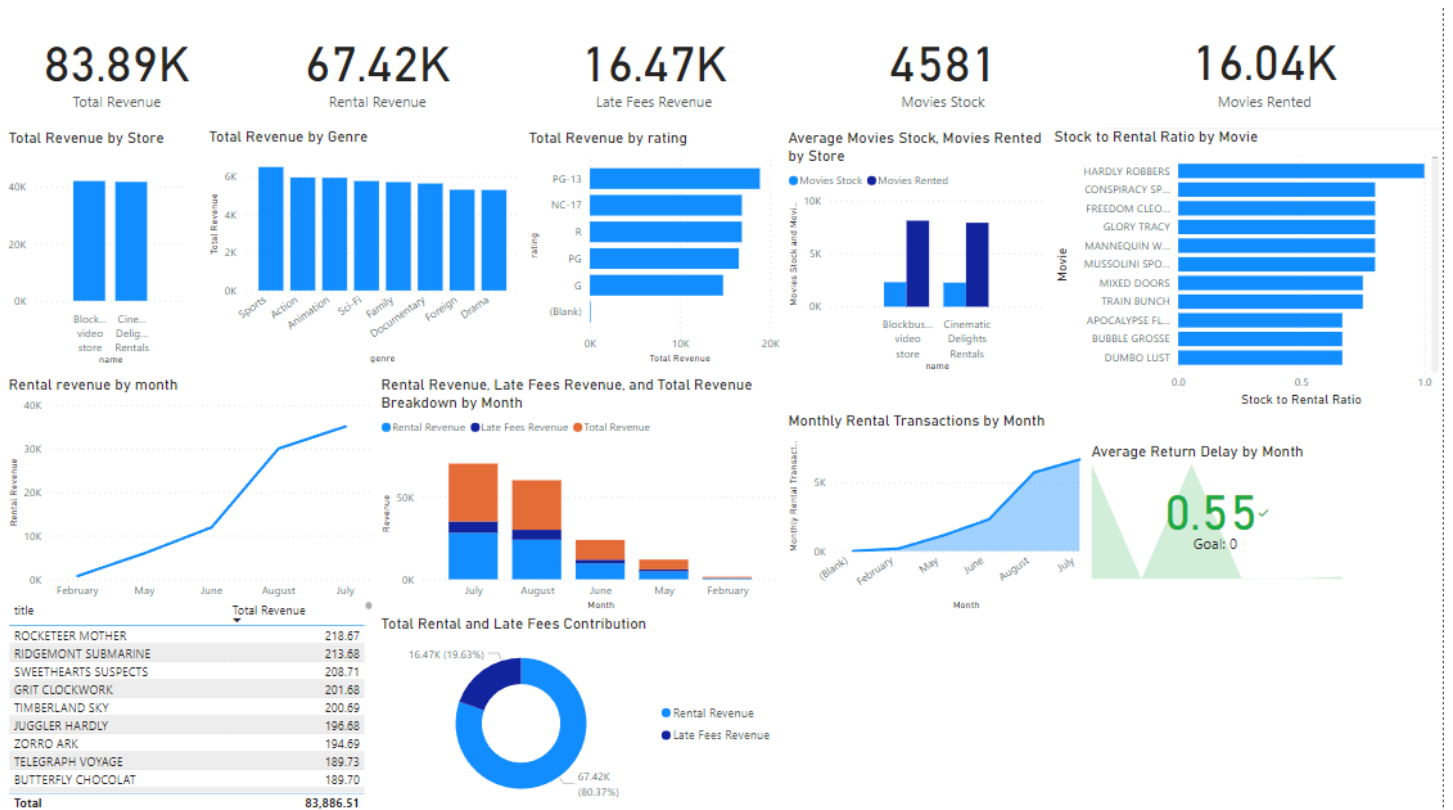 83.89K
Total Revenue
67.42K
Rental Revenue
16.47K
Late Fees Revenue
4581
Movies Stock
16.04K
Movies Rented
Total Revenue by Store
40K
20K
0K
Block...
video
store
Cine...
Delig...
Rentals
name
Total Revenue by Genre
Total Revenue
6K
4K
2K
0K
Sports
Action
Animation
Sci-Fi
Family
Documentary
Foreign
Drama
genre
Total Revenue by rating
rating
PG-13
NC-17
R
PG
G
(Blank)
0K
10K
20K
Total Revenue
Average Movies Stock, Movies Rented
by Store
Movies Stock
Movies Rented
Movies Stock and Movi...
10K
5K
0K
Blockbus...
video
store
Cinematic
Delights
Rentals
name
Stock to Rental Ratio by Movie
Movie
HARDLY ROBBERS
CONSPIRACY SP...
FREEDOM CLEO...
GLORY TRACY
MANNEQUIN W...
MUSSOLINI SPO...
MIXED DOORS
TRAIN BUNCH
APOCALYPSE FL...
BUBBLE GROSSE
DUMBO LUST
0.0
0.5
1.0
Stock to Rental Ratio
Rental revenue by month
Rental Revenue
40K
30K
20K
10K
0K
February
May
June
August
July
Rental Revenue, Late Fees Revenue, and Total Revenue
Breakdown by Month
Rental Revenue
Late Fees Revenue
Total Revenue
Revenue
50K
0K
July
August
June
May
February
Month
Monthly Rental Transactions by Month
Monthly Rental Transact...
5K
0K
(Blank)
February
May
June
August
July
Month
Average Return Delay by Month
0.55
Goal: 0
title Total Revenue
ROCKETEER MOTHER 218.67
RIDGEMONT SUBMARINE 213.68
SWEETHEARTS SUSPECTS 208.71
GRIT CLOCKWORK 201.68
TIMBERLAND SKY 200.69
JUGGLER HARDLY 196.68
ZORRO ARK 194.69
TELEGRAPH VOYAGE 189.73
BUTTERFLY CHOCOLAT 189.70
Total 83,886.51
Total Rental and Late Fees Contribution
16.47K (19.63%)
67.42K
(80.37%)
Rental Revenue
Late Fees Revenue